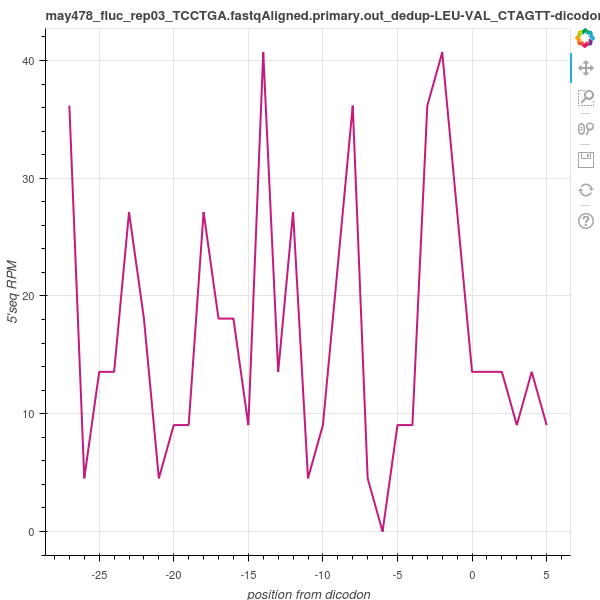 may478_fluc_rep03_TCCTGA.fastqAligned.primary.out_dedup-LEU-VAL_CTAGTT-dicodon
40
30
20
10
0
5'seq RPM
-25 -20 -15 -10 -5 0 5
position from dicodon